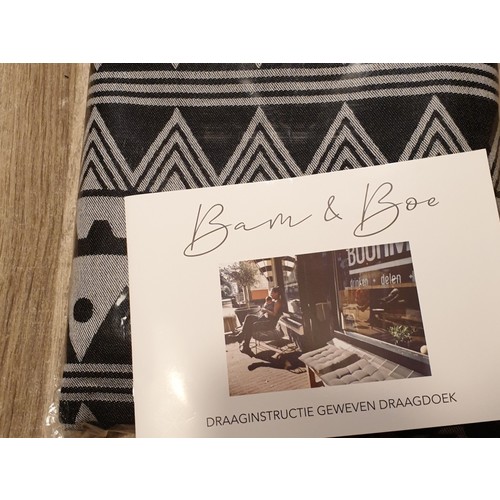 Bam & Boe
delen
DRAAGINSTRUCTIE GEWEVEN DRAAGDOEK